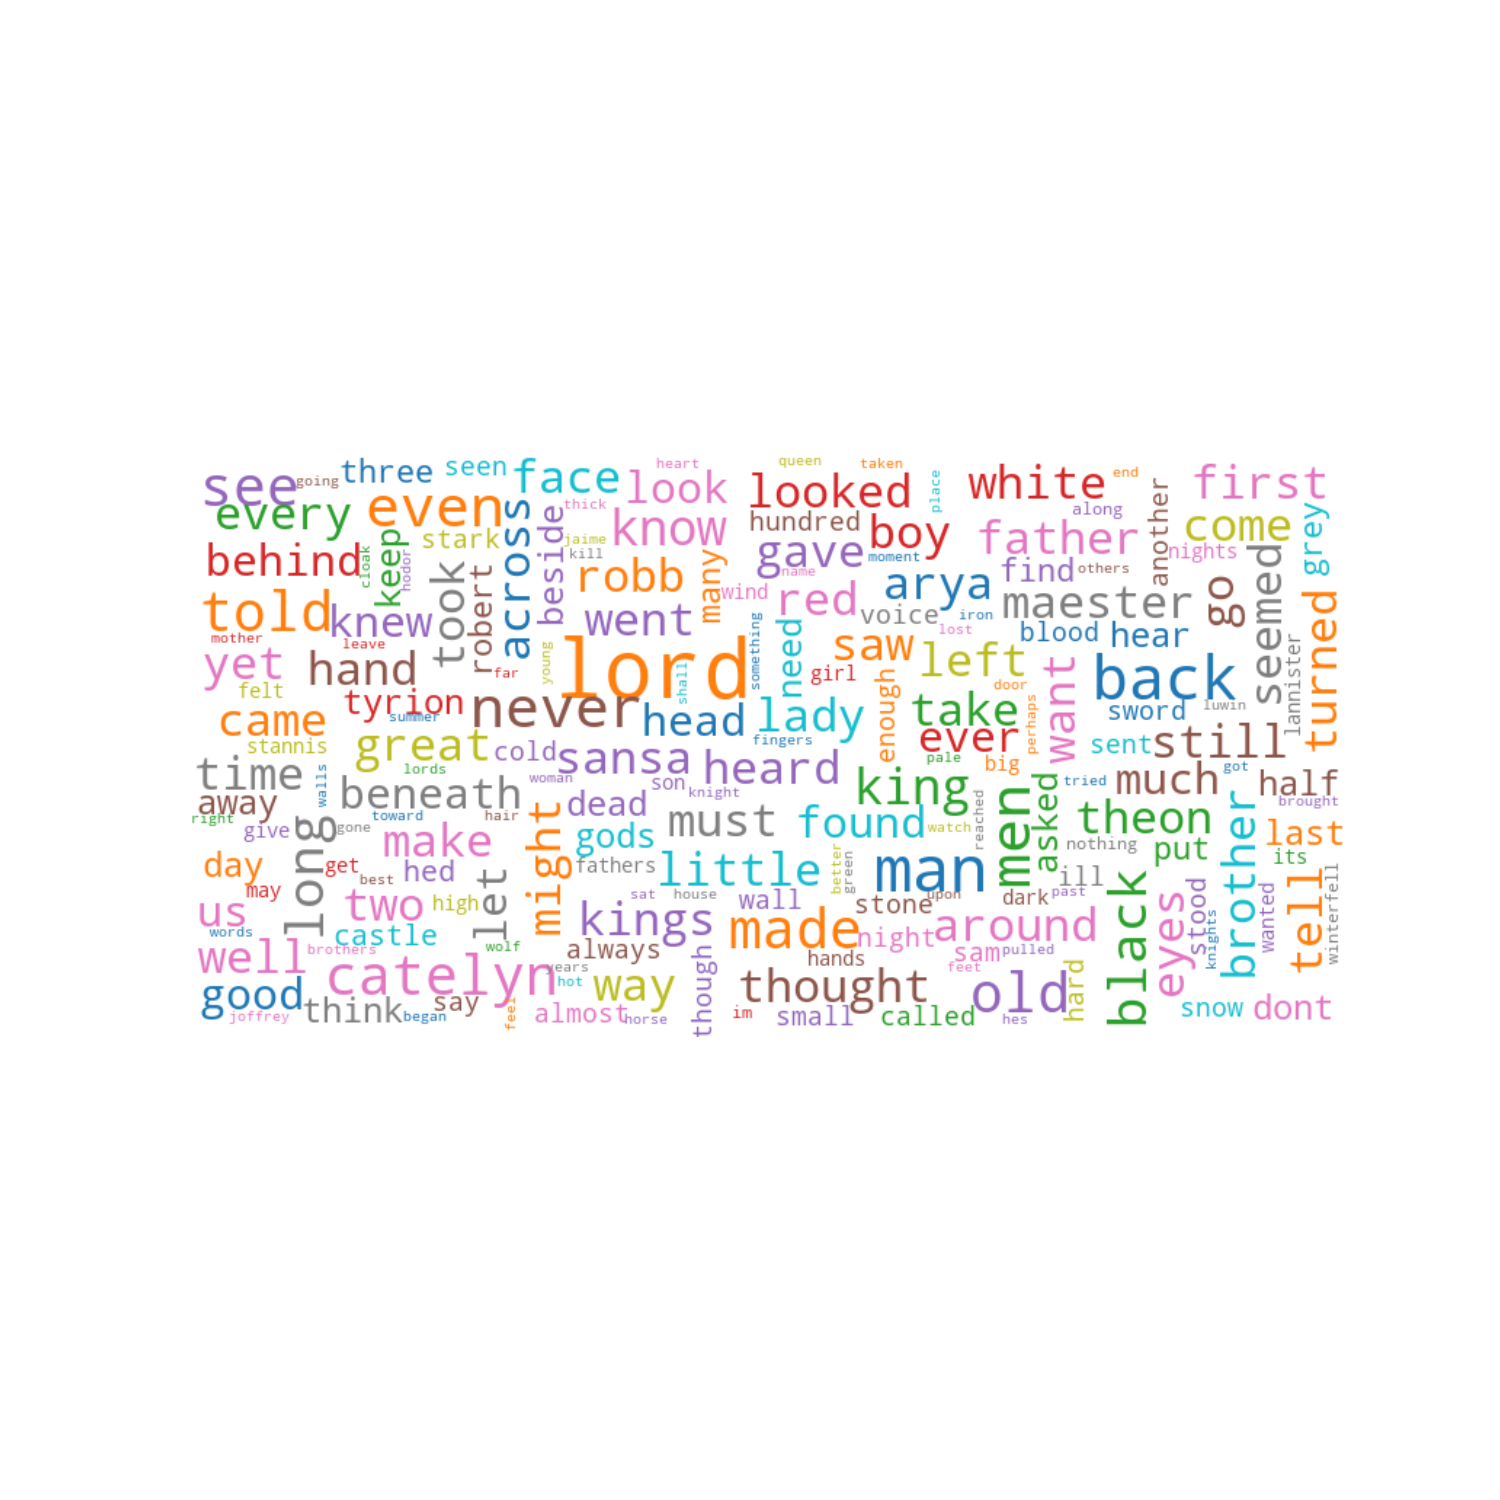 see
going
three
seen
face
heart
look
queen
taken
looked
place
white
end
first
every
even
across
thick
beside
know
hundred
boy
along
father
another
come
grey
behind
cloak
keep
hodor
stark
jaime
kill
robb
many
gave
moment
name
wind
red
arya
find
others
nights
maester
go
seemed
told
knew
took
robert
went
voice
iron
lost
blood
hear
turned
mother
leave
yet
hand
far
young
lord
shall
something
need
saw
girl
left
door
want
back
lannister
felt
tyrion
summer
never
head
lady
fingers
enough
take
ever
perhaps
sword
luwin
came
stannis
great
cold
sansa
heard
pale
big
sent
still
time
walls
lords
beneath
woman
son
knight
king
reached
men
asked
tried
much
got
half
brought
away
right
give
long
gone
toward
hair
make
might
dead
gods
must
found
watch
theon
nothing
put
brother
last
its
day
may
get
best
hed
let
fathers
little
better
green
man
ill
dark
past
black
eyes
stood
knights
wanted
tell
winterfell
us
words
two
high
castle
brothers
wolf
kings
sat
house
wall
made
stone
upon
night
around
sam
pulled
feet
well
catelyn
years
hot
always
way
though
hands
thought
old
hard
good
joffrey
think
began
say
feel
almost
horse
im
small
called
hes
snow
dont